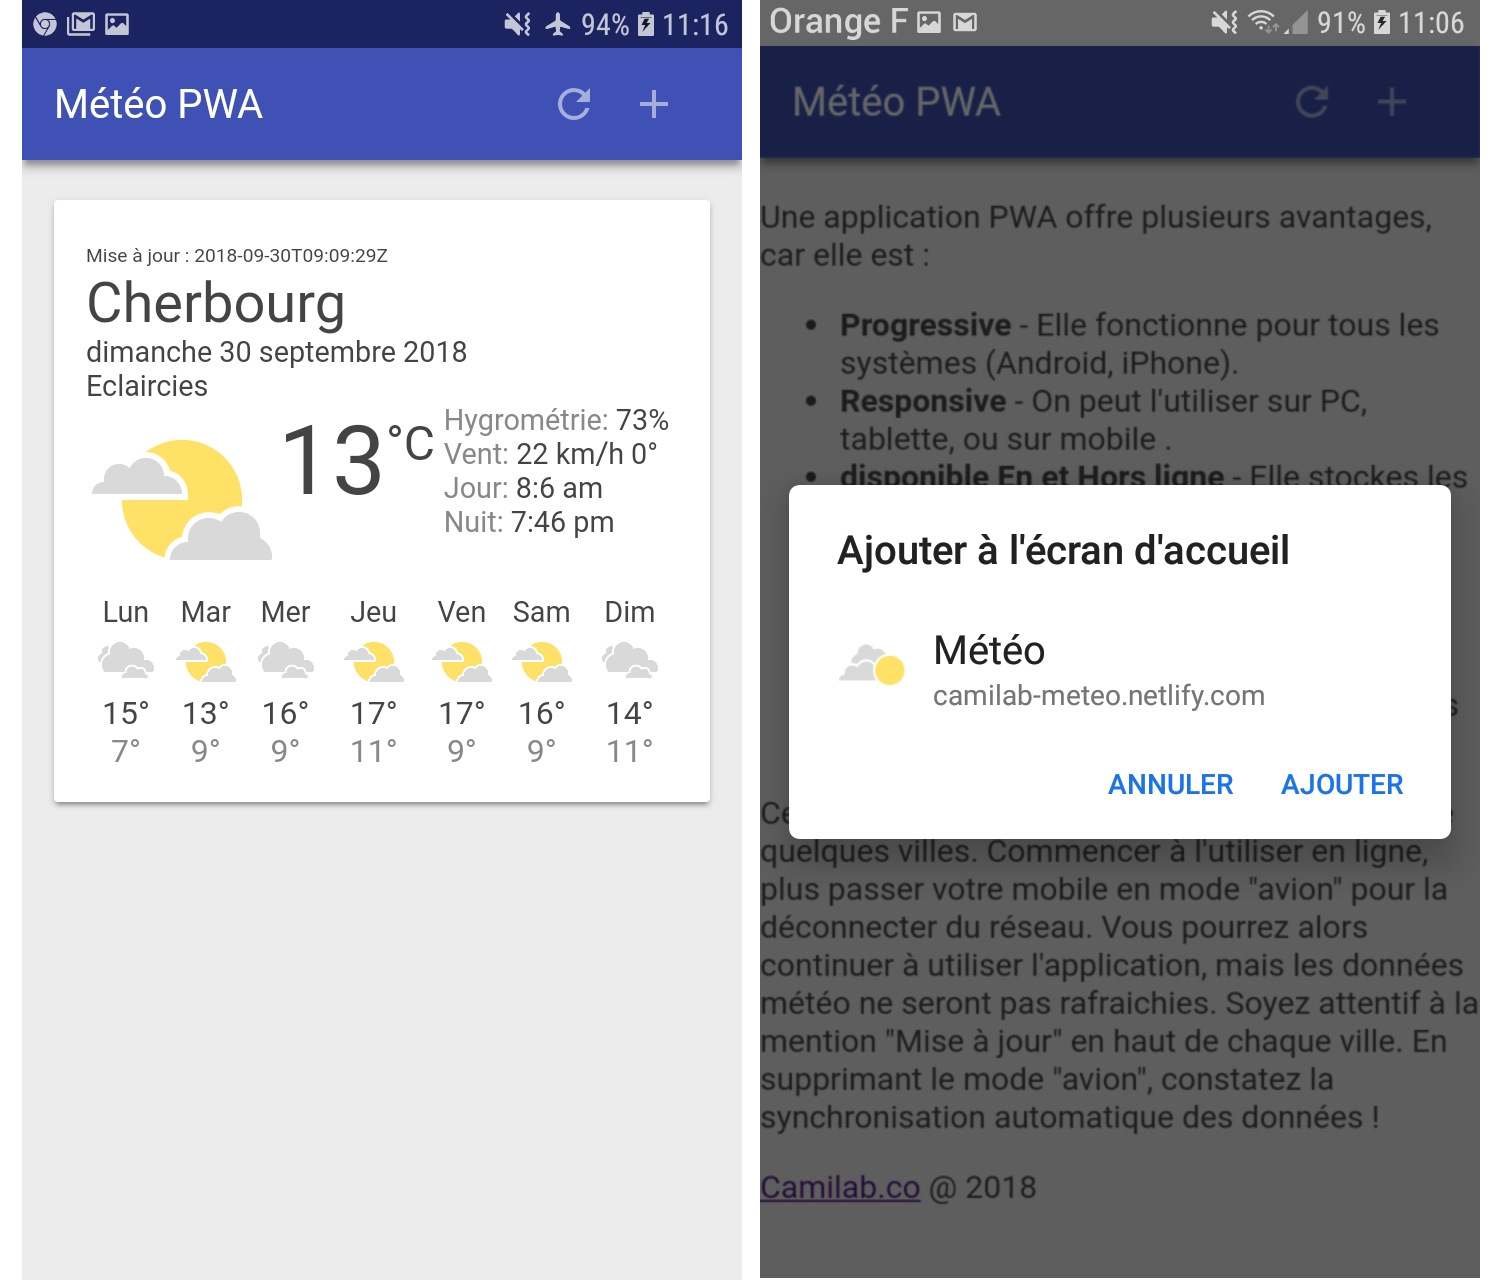 94% 11:16
Météo PWA
Mise à jour : 2018-09-30T09:09:29Z
Cherbourg
dimanche 30 septembre 2018
Eclaircies
13°C
Hygrométrie: 73%
Vent: 22 km/h 0°
Jour: 8:6 am
Nuit: 7:46 pm
Lun Mar Mer Jeu Ven Sam Dim
15° 13° 16° 17° 17° 16° 14°
7° 9° 9° 11° 9° 9° 11°
Orange F 91% 11:06
Météo PWA
Une application PWA offre plusieurs avantages,
car elle est :
• Progressive - Elle fonctionne pour tous les
systèmes (Android, iPhone).
• Responsive - On peut l'utiliser sur PC,
tablette, ou sur mobile .
• disponible En et Hors ligne - Elle stockes les
Ajouter à l'écran d'accueil
Météo
camilab-meteo.netlify.com
ANNULER AJOUTER
quelques villes. Commencer à l'utiliser en ligne,
plus passer votre mobile en mode "avion" pour la
déconnecter du réseau. Vous pourrez alors
continuer à utiliser l'application, mais les données
météo ne seront pas rafraichies. Soyez attentif à la
mention "Mise à jour" en haut de chaque ville. En
supprimant le mode "avion", constatez la
synchronisation automatique des données !
Camilab.co @ 2018